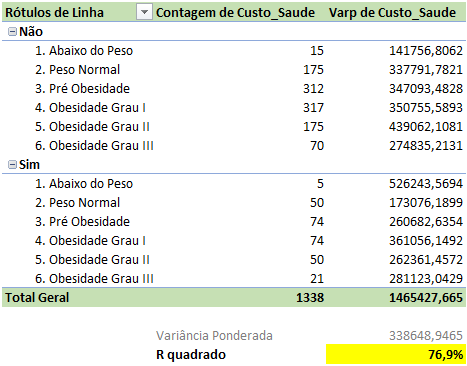 Rótulos de Linha Contagem de Custo_Saude Varp de Custo_Saude
Não
1. Abaixo do Peso 15 141756,8062
2. Peso Normal 175 337791,7821
3. Pré Obesidade 312 347093,4828
4. Obesidade Grau I 317 350755,5893
5. Obesidade Grau II 175 439062,1081
6. Obesidade Grau III 70 274835,2131
Sim
1. Abaixo do Peso 5 526243,5694
2. Peso Normal 50 173076,1899
3. Pré Obesidade 74 260682,6354
4. Obesidade Grau I 74 361056,1492
5. Obesidade Grau II 50 262361,4572
6. Obesidade Grau III 21 281123,0429
Total Geral 1338 1465427,665
Variância Ponderada 338648,9465
R quadrado 76,9%